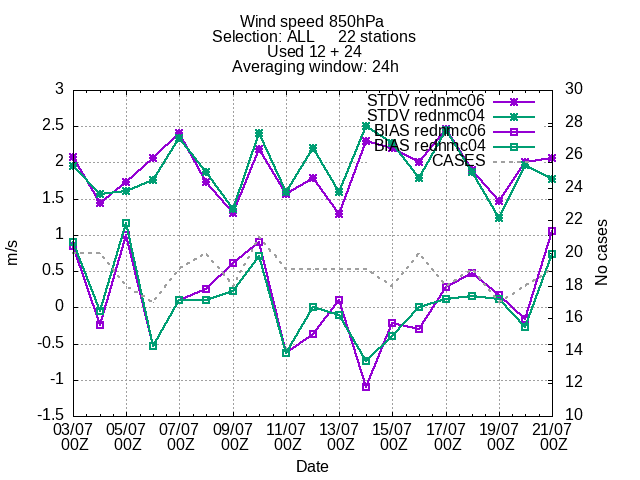 Wind speed 850hPa
Selection: ALL 22 stations
Used 12 + 24
Averaging window: 24h
3 30
STDV rednmc06
STDV rednmc04
BIAS rednmc06
BIAS rednmc04
CASES
2.5 28
2 26
1.5 24
1 22
0.5 20
0 18
-0.5 16
-1 14
-1.5 12
10
m/s
No cases
03/07 05/07 07/07 09/07 11/07 13/07 15/07 17/07 19/07 21/07
00Z 00Z 00Z 00Z 00Z 00Z 00Z 00Z 00Z 00Z
Date